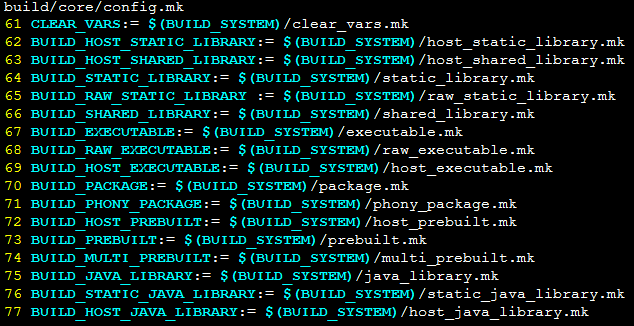 build/core/config.mk
61 CLEAR_VARS:= $(BUILD_SYSTEM)/clear_vars.mk
62 BUILD_HOST_STATIC_LIBRARY:= $(BUILD_SYSTEM)/host_static_library.mk
63 BUILD_HOST_SHARED_LIBRARY:= $(BUILD_SYSTEM)/host_shared_library.mk
64 BUILD_STATIC_LIBRARY:= $(BUILD_SYSTEM)/static_library.mk
65 BUILD_RAW_STATIC_LIBRARY := $(BUILD_SYSTEM)/raw_static_library.mk
66 BUILD_SHARED_LIBRARY:= $(BUILD_SYSTEM)/shared_library.mk
67 BUILD_EXECUTABLE:= $(BUILD_SYSTEM)/executable.mk
68 BUILD_RAW_EXECUTABLE:= $(BUILD_SYSTEM)/raw_executable.mk
69 BUILD_HOST_EXECUTABLE:= $(BUILD_SYSTEM)/host_executable.mk
70 BUILD_PACKAGE:= $(BUILD_SYSTEM)/package.mk
71 BUILD_PHONY_PACKAGE:= $(BUILD_SYSTEM)/phony_package.mk
72 BUILD_HOST_PREBUILT:= $(BUILD_SYSTEM)/host_prebuilt.mk
73 BUILD_PREBUILT:= $(BUILD_SYSTEM)/prebuilt.mk
74 BUILD_MULTI_PREBUILT:= $(BUILD_SYSTEM)/multi_prebuilt.mk
75 BUILD_JAVA_LIBRARY:= $(BUILD_SYSTEM)/java_library.mk
76 BUILD_STATIC_JAVA_LIBRARY:= $(BUILD_SYSTEM)/static_java_library.mk
77 BUILD_HOST_JAVA_LIBRARY:= $(BUILD_SYSTEM)/host_java_library.mk